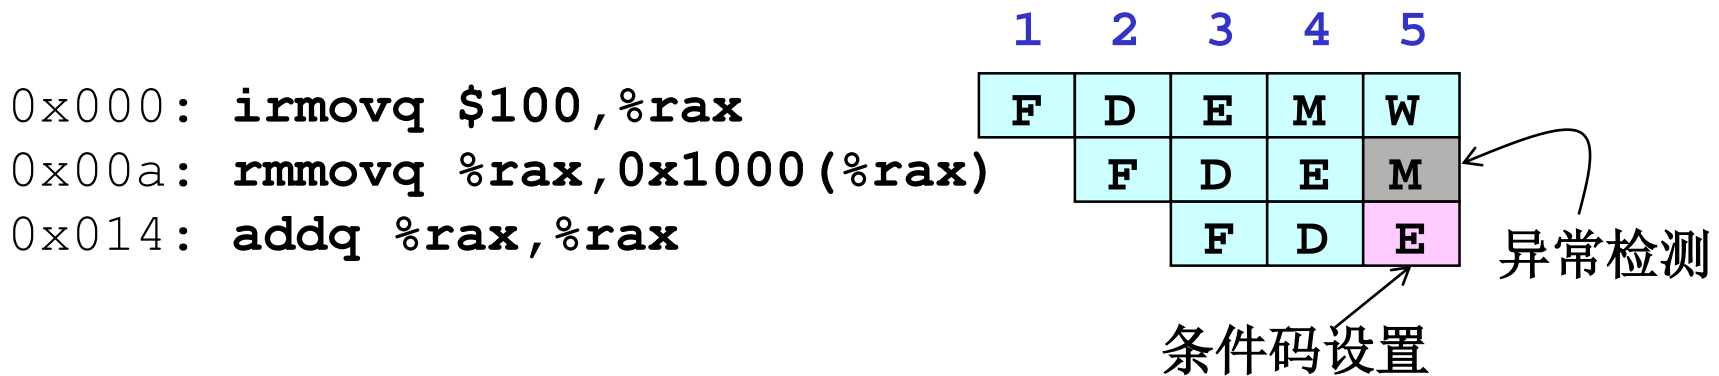 1 2 3 4 5
0x000: irmovq $100,%rax F D E M W
0x00a: rmmovq %rax,0x1000(%rax) F D E M
0x014: addq %rax,%rax F D E
异常检测
条件码设置